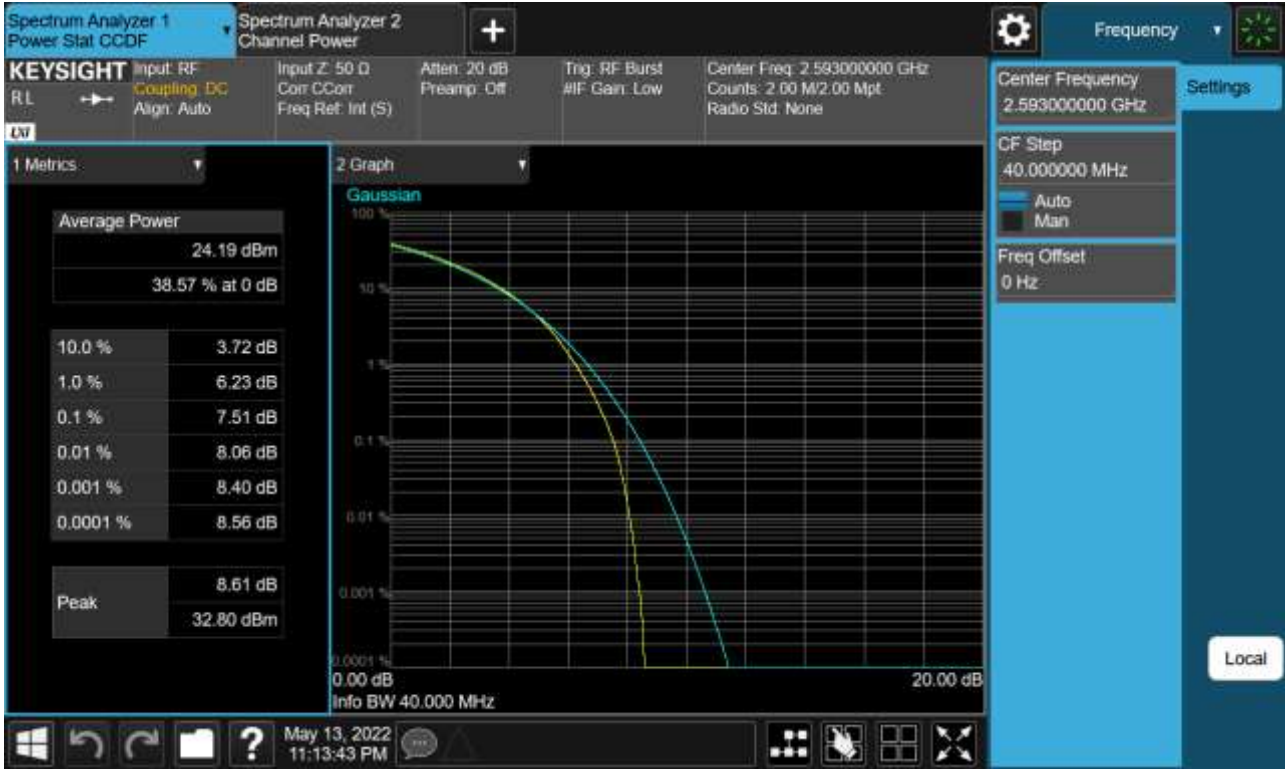 Spectrum Analyzer 1
Power Stat CCDF
Spectrum Analyzer 2
Channel Power
Frequency
KEYSIGHT
RL
LXI
Input: RF
Coupling: DC
Align: Auto
Input Z: 50 Ω
Corr CCorr
Freq Ref: Int (S)
Atten: 20 dB
Preamp: Off
Trig: RF Burst
#IF Gain: Low
Center Freq: 2.593000000 GHz
Counts: 2.00 M/2.00 Mpt
Radio Std: None
Center Frequency
2.593000000 GHz
Settings
CF Step
40.000000 MHz
Auto
Man
Freq Offset
0 Hz
1 Metrics
Average Power
24.19 dBm
38.57 % at 0 dB
10.0 % 3.72 dB
1.0 % 6.23 dB
0.1 % 7.51 dB
0.01 % 8.06 dB
0.001 % 8.40 dB
0.0001 % 8.56 dB
Peak
8.61 dB
32.80 dBm
2 Graph
Gaussian
100 %
10 %
1 %
0.1 %
0.01 %
0.001 %
0.0001 %
0.00 dB
20.00 dB
Info BW 40.000 MHz
Local
?
May 13, 2022
11:13:43 PM